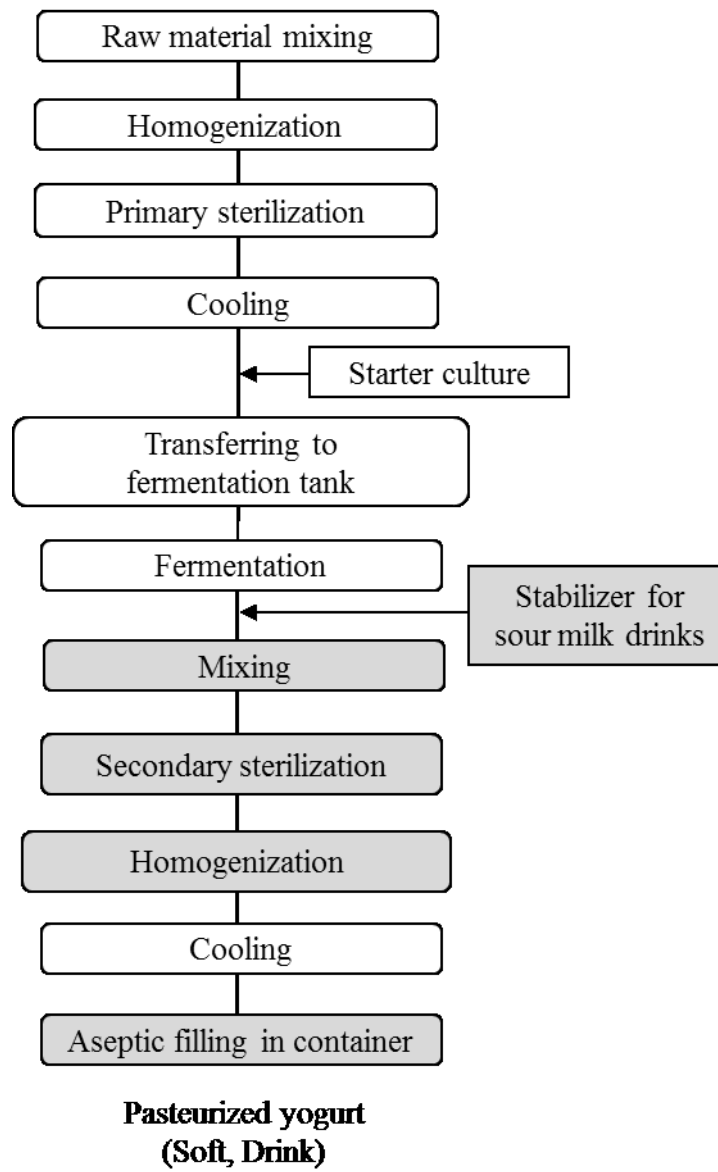 Raw material mixing
Homogenization
Primary sterilization
Cooling
Starter culture
Transferring to
fermentation tank
Fermentation
Stabilizer for
sour milk drinks
Mixing
Secondary sterilization
Homogenization
Cooling
Aseptic filling in container
Pasteurized yogurt
(Soft, Drink)